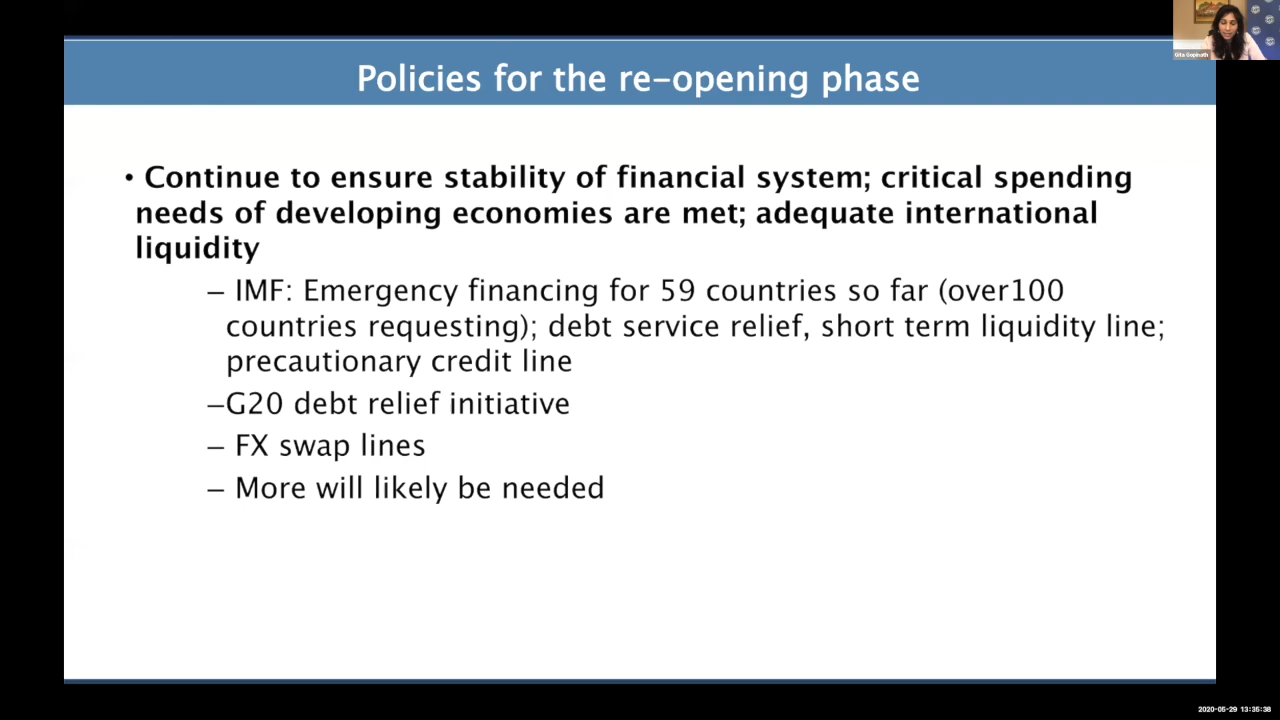 Gita Gopinath
Policies for the re-opening phase
• Continue to ensure stability of financial system; critical spending
needs of developing economies are met; adequate international
liquidity
– IMF: Emergency financing for 59 countries so far (over100
countries requesting); debt service relief, short term liquidity line;
precautionary credit line
–G20 debt relief initiative
– FX swap lines
– More will likely be needed
2020-05-29 13:35:38